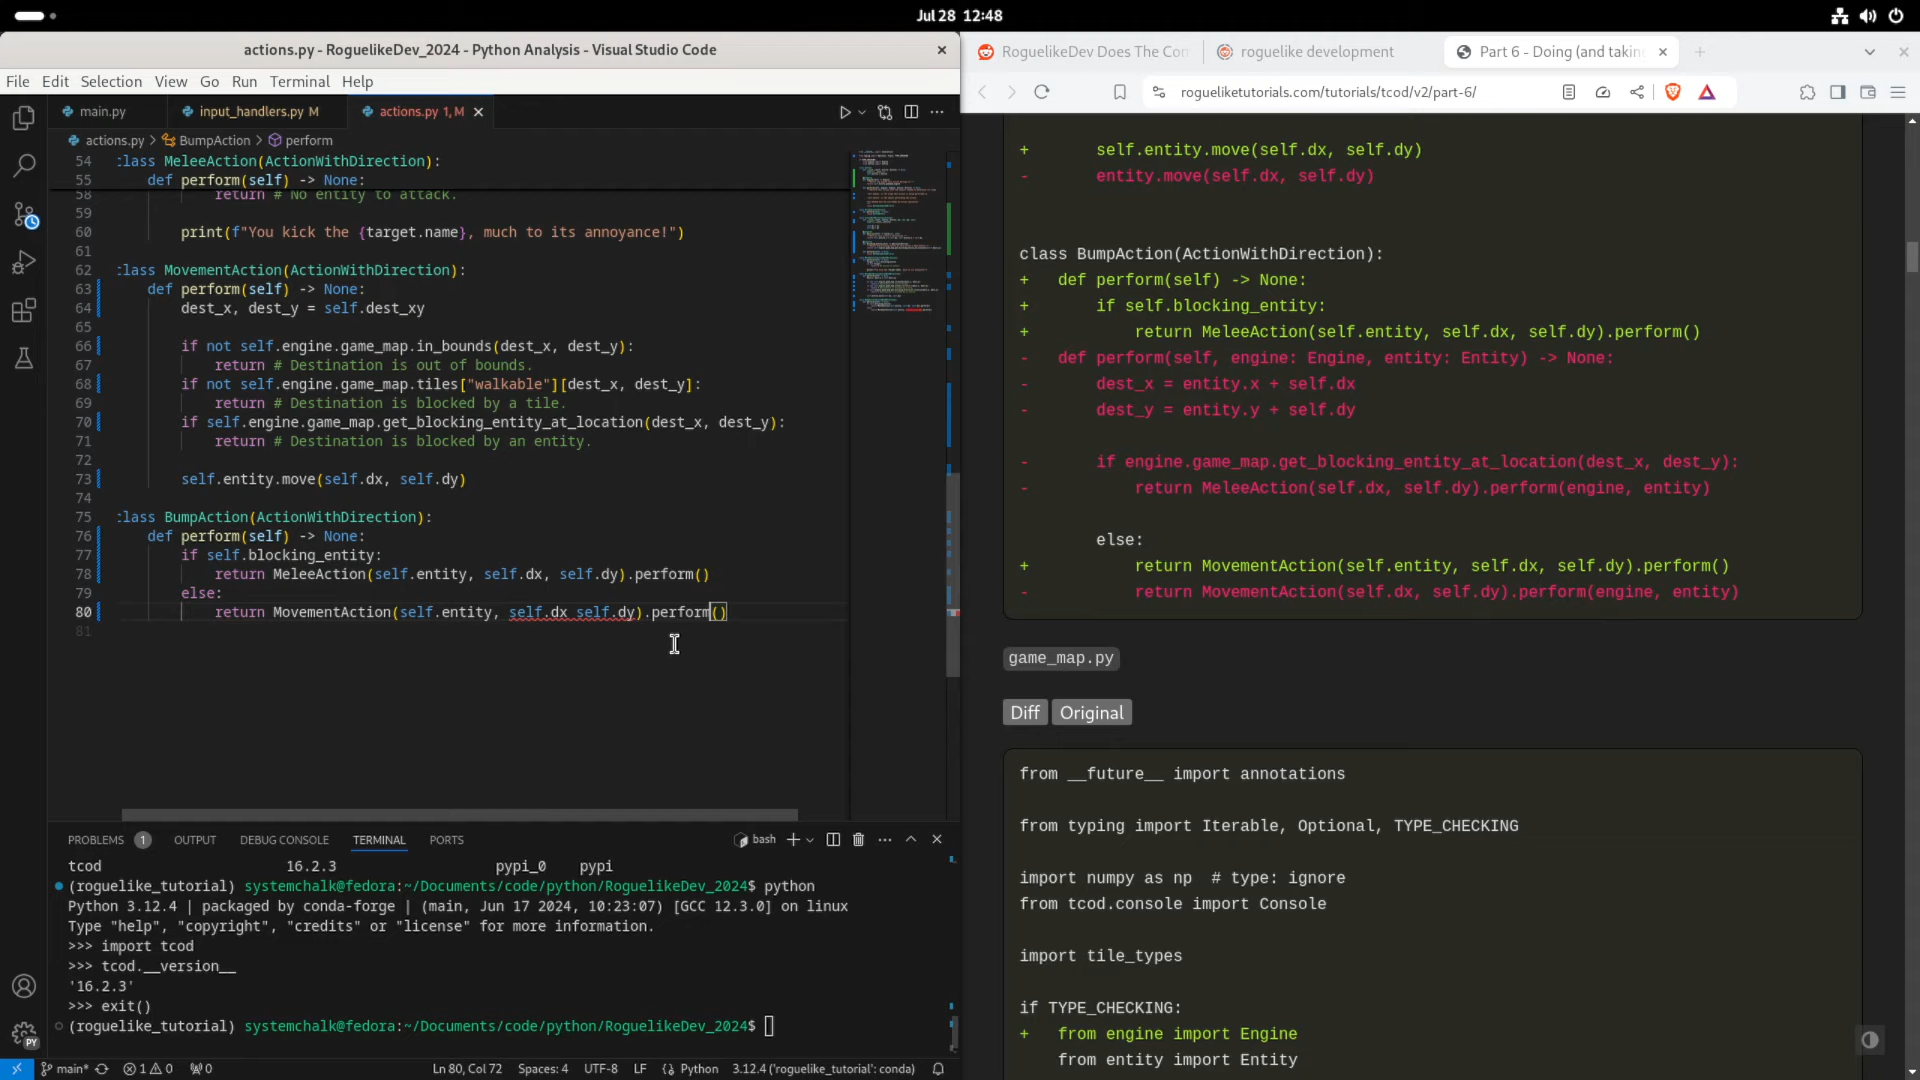 Jul 28 12:48
actions.py - RoguelikeDev_2024 - Python Analysis - Visual Studio Code
File Edit Selection View Go Run Terminal Help
main.py
input_handlers.py M
actions.py 1, M
actions.py > BumpAction > perform
54 :lass MeleeAction(ActionWithDirection):
55 def perform(self) -> None:
58 return # No entity to attack.
59
60 print(f"You kick the {target.name}, much to its annoyance!")
61
62 :lass MovementAction(ActionWithDirection):
63 def perform(self) -> None:
64 dest_x, dest_y = self.dest_xy
65
66 if not self.engine.game_map.in_bounds(dest_x, dest_y):
67 return # Destination is out of bounds.
68 if not self.engine.game_map.tiles["walkable"][dest_x, dest_y]:
69 return # Destination is blocked by a tile.
70 if self.engine.game_map.get_blocking_entity_at_location(dest_x, dest_y):
71 return # Destination is blocked by an entity.
72
73 self.entity.move(self.dx, self.dy)
74
75 :lass BumpAction(ActionWithDirection):
76 def perform(self) -> None:
77 if self.blocking_entity:
78 return MeleeAction(self.entity, self.dx, self.dy).perform()
79 else:
80 return MovementAction(self.entity, self.dx self.dy).perform()
81
PROBLEMS 1 OUTPUT DEBUG CONSOLE TERMINAL PORTS
bash
tcod 16.2.3 pypi_0 pypi
(roguelike_tutorial) systemchalk@fedora:~/Documents/code/python/RoguelikeDev_2024$ python
Python 3.12.4 | packaged by conda-forge | (main, Jun 17 2024, 10:23:07) [GCC 12.3.0] on linux
Type "help", "copyright", "credits" or "license" for more information.
>>> import tcod
>>> tcod.__version__
'16.2.3'
>>> exit()
(roguelike_tutorial) systemchalk@fedora:~/Documents/code/python/RoguelikeDev_2024$
PY
main* 1 0 0 Ln 80, Col 72 Spaces: 4 UTF-8 LF Python 3.12.4 ('roguelike_tutorial': conda)
RoguelikeDev Does The Con
roguelike development
Part 6 - Doing (and takin
rogueliketutorials.com/tutorials/tcod/v2/part-6/
+ self.entity.move(self.dx, self.dy)
- entity.move(self.dx, self.dy)
class BumpAction(ActionWithDirection):
+ def perform(self) -> None:
+ if self.blocking_entity:
+ return MeleeAction(self.entity, self.dx, self.dy).perform()
- def perform(self, engine: Engine, entity: Entity) -> None:
- dest_x = entity.x + self.dx
- dest_y = entity.y + self.dy
- if engine.game_map.get_blocking_entity_at_location(dest_x, dest_y):
- return MeleeAction(self.dx, self.dy).perform(engine, entity)
else:
+ return MovementAction(self.entity, self.dx, self.dy).perform()
- return MovementAction(self.dx, self.dy).perform(engine, entity)
game_map.py
Diff Original
from __future__ import annotations
from typing import Iterable, Optional, TYPE_CHECKING
import numpy as np # type: ignore
from tcod.console import Console
import tile_types
if TYPE_CHECKING:
+ from engine import Engine
from entity import Entity